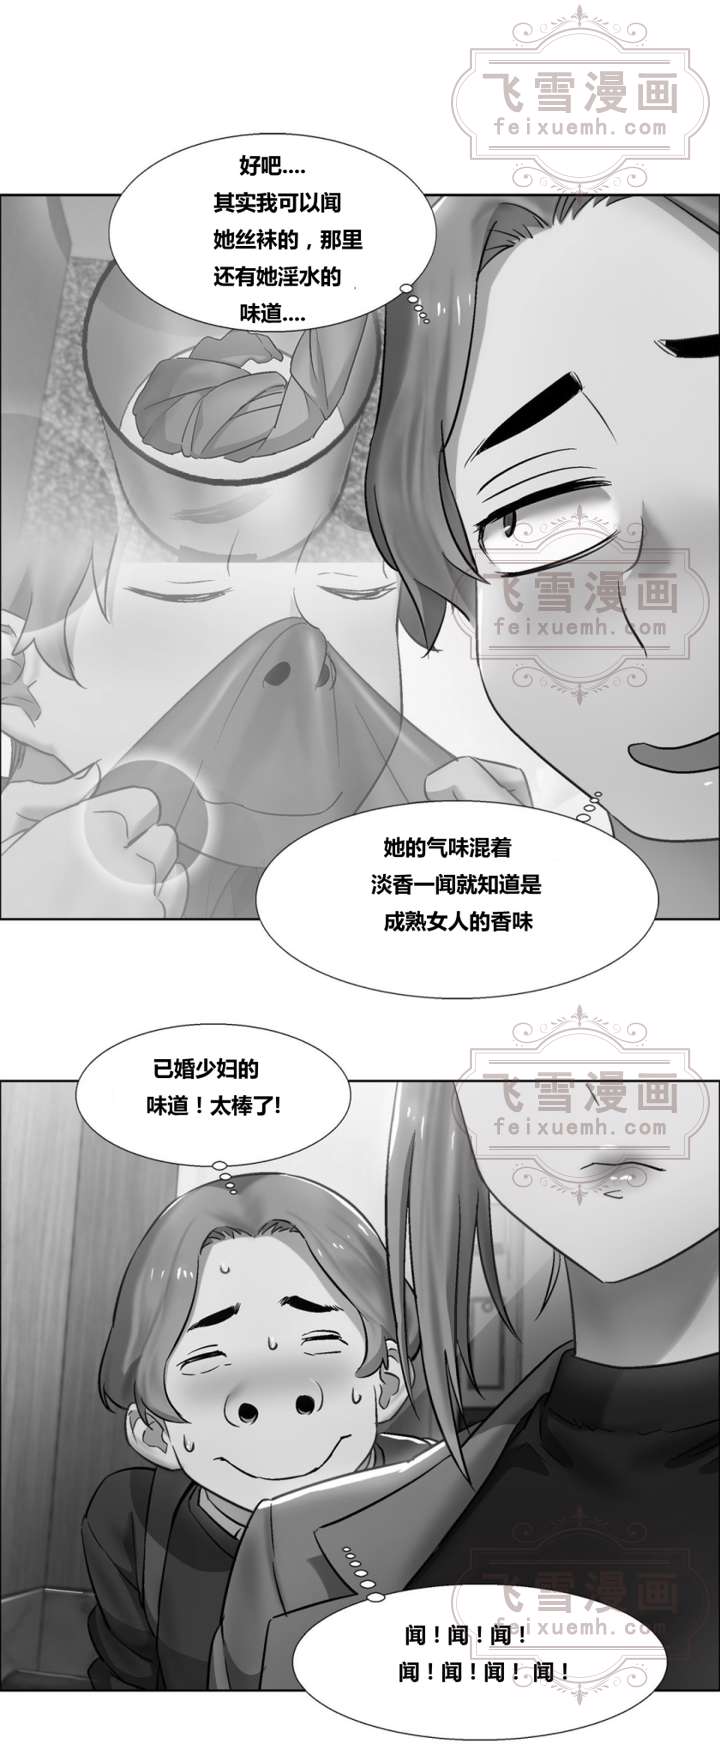 飞雪漫画
feixuemh.com
好吧....
其实我可以闻
她丝袜的，那里
还有她淫水的
味道....
飞雪漫画
feixuemh.com
她的气味混着
淡香一闻就知道是
成熟女人的香味
已婚少妇的
味道！太棒了!
飞雪漫画
feixuemh.com
飞雪漫画
feixuemh.com
闻！闻！闻！
闻！闻！闻！闻！